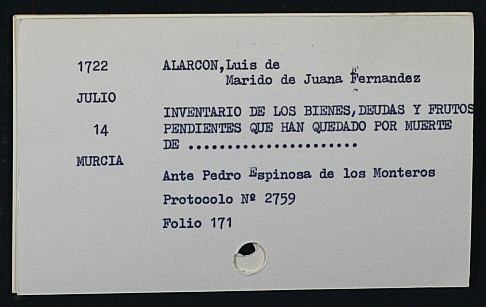 1722 ALARCON,Luis de
Marido de Juana Fernandez
JULIO
INVENTARIO DE LOS BIENES,DEUDAS Y FRUTOS
14 PENDIENTES QUE HAN QUEDADO POR MUERTE
DE ......................
MURCIA
Ante Pedro Espinosa de los Monteros
Protocolo Nº 2759
Folio 171